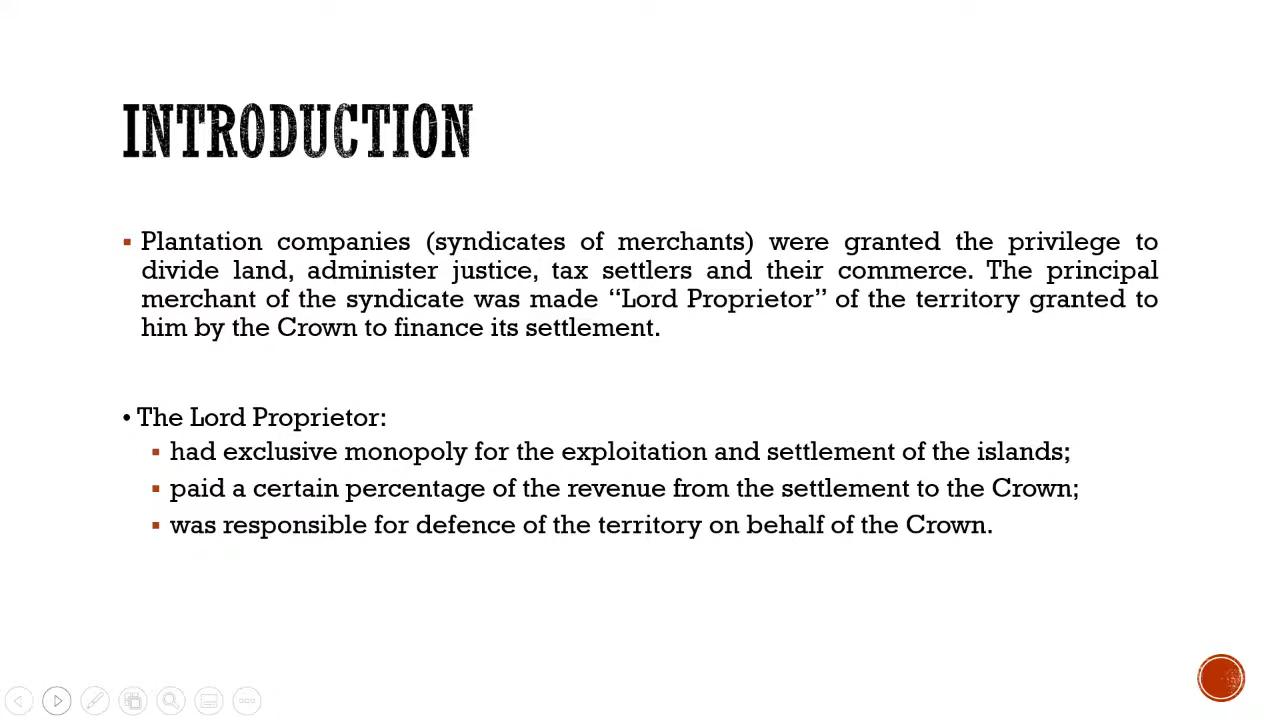 INTRODUCTION
▪ Plantation companies (syndicates of merchants) were granted the privilege to
divide land, administer justice, tax settlers and their commerce. The principal
merchant of the syndicate was made “Lord Proprietor” of the territory granted to
him by the Crown to finance its settlement.
• The Lord Proprietor:
▪ had exclusive monopoly for the exploitation and settlement of the islands;
▪ paid a certain percentage of the revenue from the settlement to the Crown;
▪ was responsible for defence of the territory on behalf of the Crown.